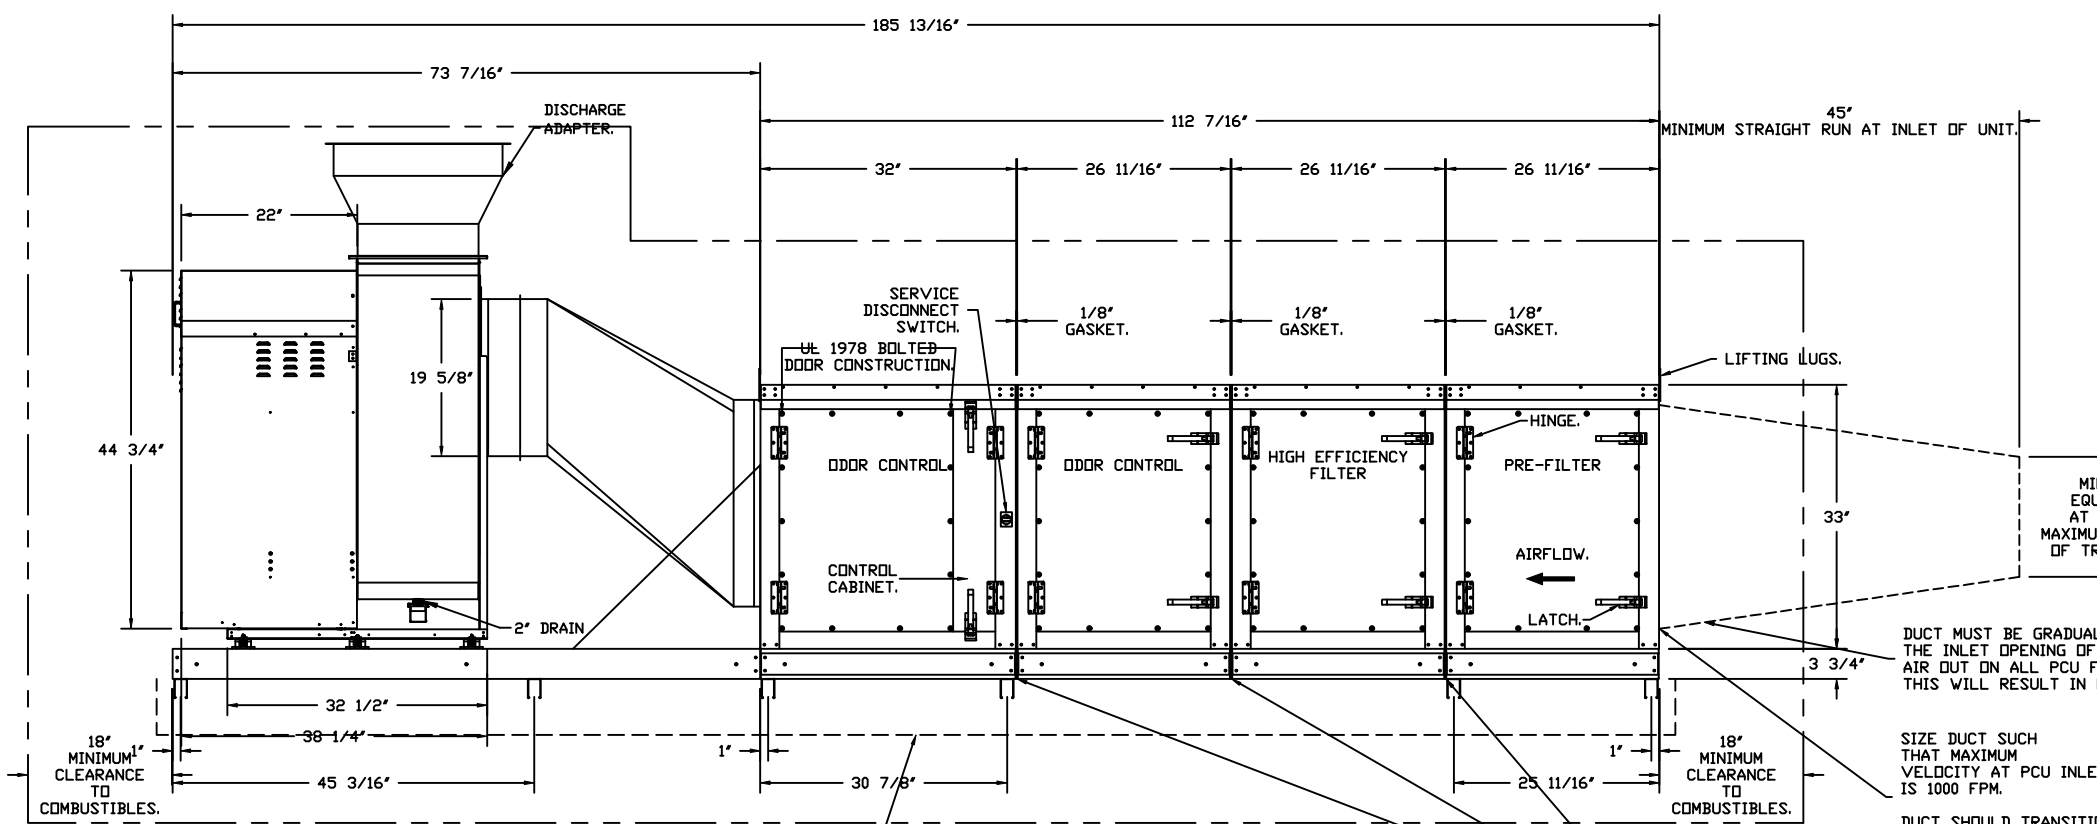 185 13/16"
73 7/16"
DISCHARGE
ADAPTER.
112 7/16"
45"
MINIMUM STRAIGHT RUN AT INLET OF UNIT.
32"
26 11/16"
26 11/16"
26 11/16"
22"
SERVICE
DISCONNECT
SWITCH.
1/8"
GASKET.
1/8"
GASKET.
1/8"
GASKET.
UL 1978 BOLTED
DOOR CONSTRUCTION.
LIFTING LUGS.
19 5/8"
44 3/4"
HINGE.
ODOR CONTROL
ODOR CONTROL
HIGH EFFICIENCY
FILTER
PRE-FILTER
33"
AT
MAXIMUM
AIRFLOW.
CONTROL
CABINET.
LATCH.
2" DRAIN
DUCT MUST BE GRADUAL
THE INLET OPENING OF
AIR OUT ON ALL PCU F
THIS WILL RESULT IN
3 3/4"
32 1/2"
38 1/4"
18"
MINIMUM
CLEARANCE
TO
COMBUSTIBLES.
1"
1"
1"
18"
MINIMUM
CLEARANCE
TO
COMBUSTIBLES.
45 3/16"
30 7/8"
25 11/16"
SIZE DUCT SUCH
THAT MAXIMUM
VELOCITY AT PCU INLE
IS 1000 FPM.
DUCT SHOULD TRANSITI